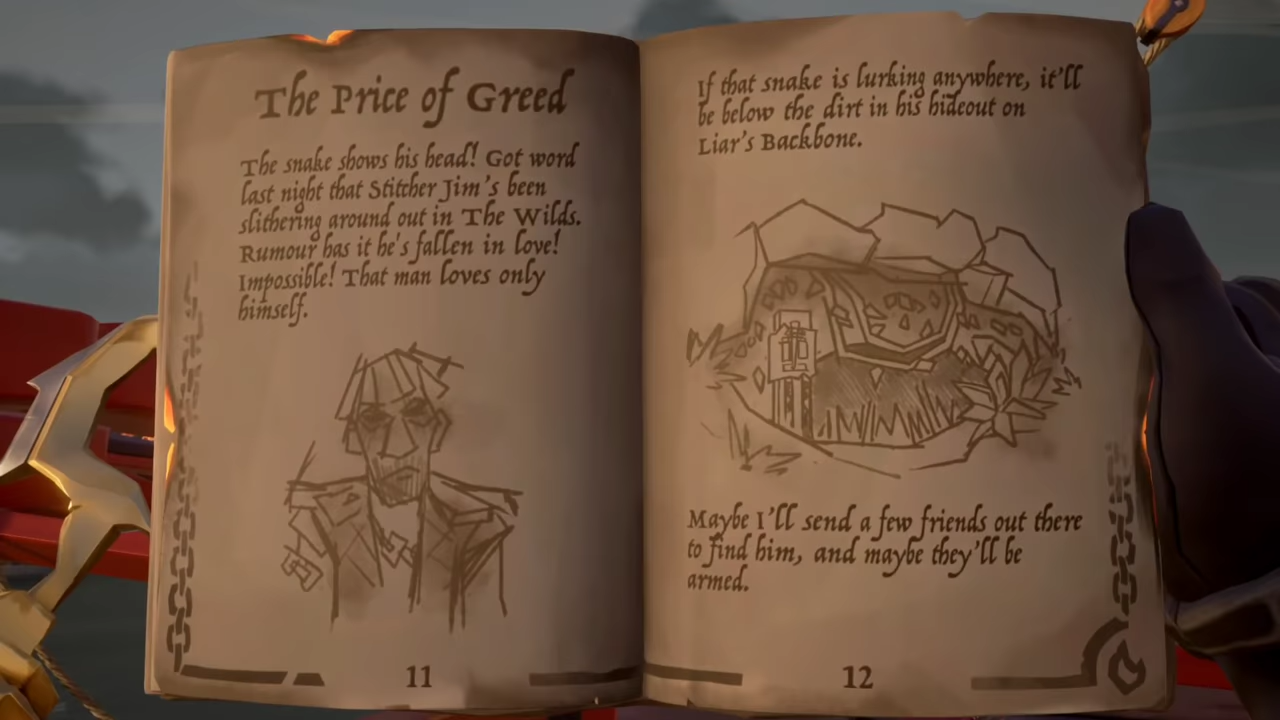 The Price of Greed
The snake shows his head! Got word
last night that Stitcher Jim's been
slithering around out in The Wilds.
Rumour has it he's fallen in love!
Impossible! That man loves only
himself.
11
If that snake is lurking anywhere, it'll
be below the dirt in his hideout on
Liar's Backbone.
Maybe I'll send a few friends out there
to find him, and maybe they'll be
armed.
12